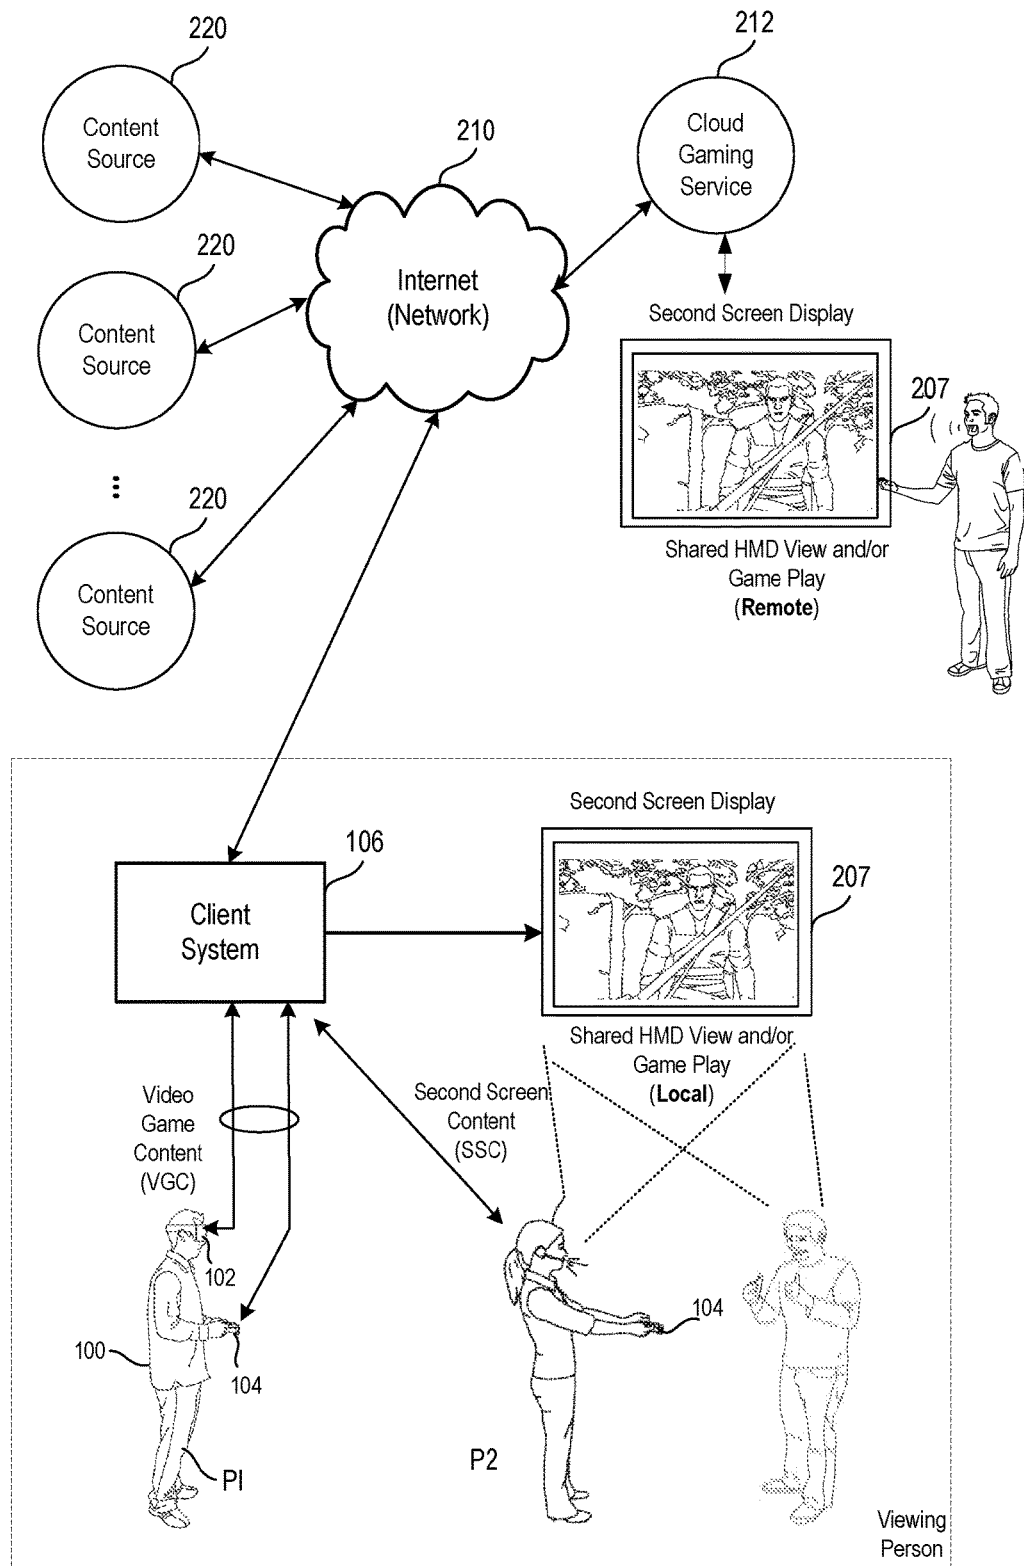 220
212
Content
Source
210
Cloud
Gaming
Service
220
Internet
(Network)
Content
Source
Second Screen Display
207
220
Content
Source
Shared HMD View and/or
Game Play
(Remote)
Second Screen Display
106
Client
System
207
Shared HMD View and/or
Game Play
(Local)
Video
Game
Content
(VGC)
Second Screen
Content
(SSC)
102
104
100
104
PI
P2
Viewing
Person